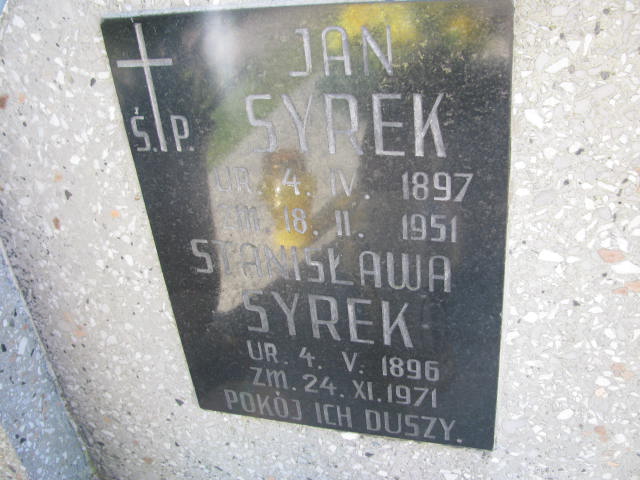 JAN
Ś.P. SYREK
UR. 4. IV. 1897
ZM. 18. II. 1951
STANISŁAWA
SYREK
UR. 4. V. 1896
ZM. 24. XI. 1971
POKÓJ ICH DUSZY.